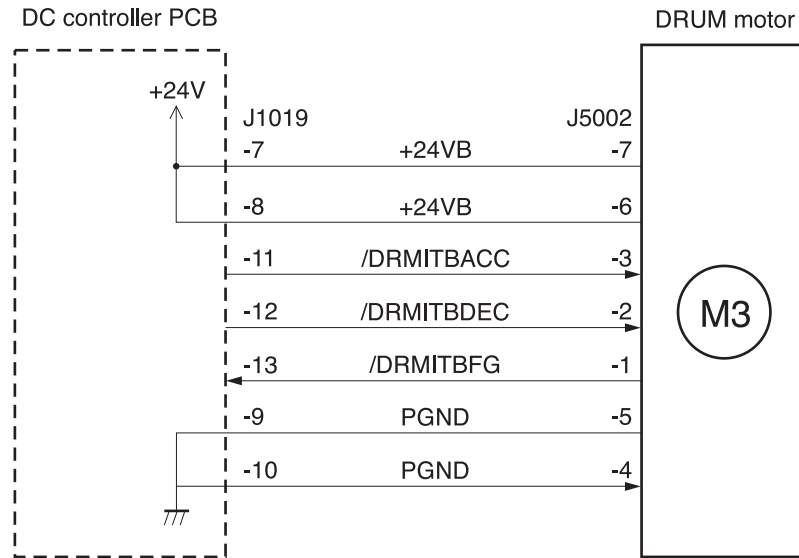 DC controller PCB DRUM motor
+24V
J1019 J5002
-7 +24VB -7
-8 +24VB -6
-11 /DRMITBACC -3
-12 /DRMITBDEC -2
M3
-13 /DRMITBFG -1
-9 PGND -5
-10 PGND -4